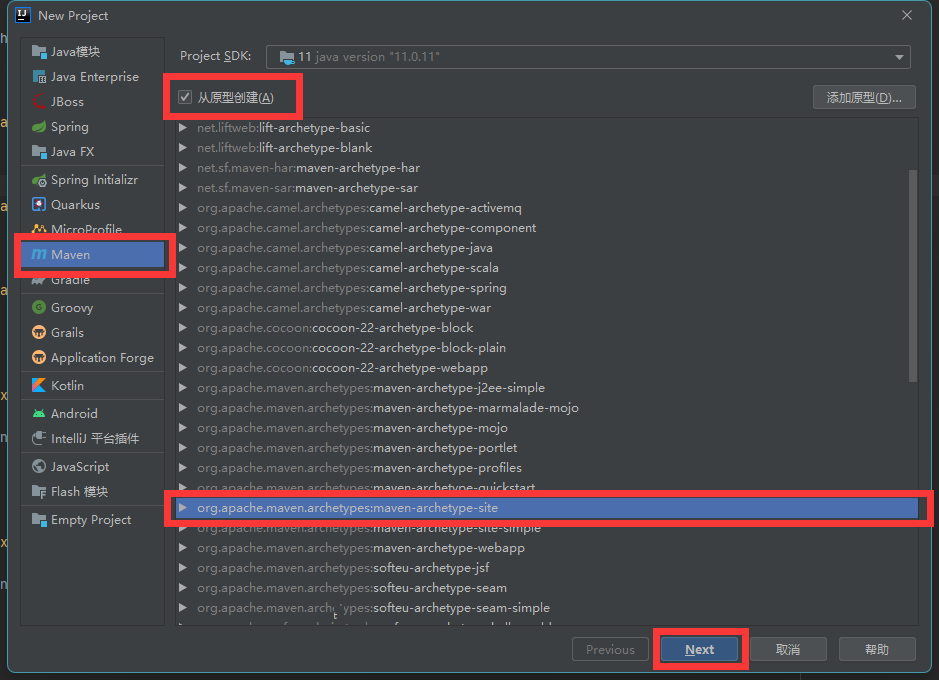 New Project
Java模块
Java Enterprise
JBoss
Spring
Java FX
Spring Initializr
Quarkus
MicroProfile
Maven
Gradle
Groovy
Grails
Application Forge
Kotlin
Android
IntelliJ 平台插件
JavaScript
Flash 模块
Empty Project
Project SDK: 11 java version "11.0.11"
从原型创建(A) 添加原型(D)...
net.liftweb:lift-archetype-basic
net.liftweb:lift-archetype-blank
net.sf.maven-har:maven-archetype-har
net.sf.maven-sar:maven-archetype-sar
org.apache.camel.archetypes:camel-archetype-activemq
org.apache.camel.archetypes:camel-archetype-component
org.apache.camel.archetypes:camel-archetype-java
org.apache.camel.archetypes:camel-archetype-scala
org.apache.camel.archetypes:camel-archetype-spring
org.apache.camel.archetypes:camel-archetype-war
org.apache.cocoon:cocoon-22-archetype-block
org.apache.cocoon:cocoon-22-archetype-block-plain
org.apache.cocoon:cocoon-22-archetype-webapp
org.apache.maven.archetypes:maven-archetype-j2ee-simple
org.apache.maven.archetypes:maven-archetype-marmalade-mojo
org.apache.maven.archetypes:maven-archetype-mojo
org.apache.maven.archetypes:maven-archetype-portlet
org.apache.maven.archetypes:maven-archetype-profiles
org.apache.maven.archetypes:maven-archetype-quickstart
org.apache.maven.archetypes:maven-archetype-site
org.apache.maven.archetypes:maven-archetype-site-simple
org.apache.maven.archetypes:maven-archetype-webapp
org.apache.maven.archetypes:softeu-archetype-jsf
org.apache.maven.archetypes:softeu-archetype-seam
org.apache.maven.archetypes:softeu-archetype-seam-simple
Previous Next 取消 帮助